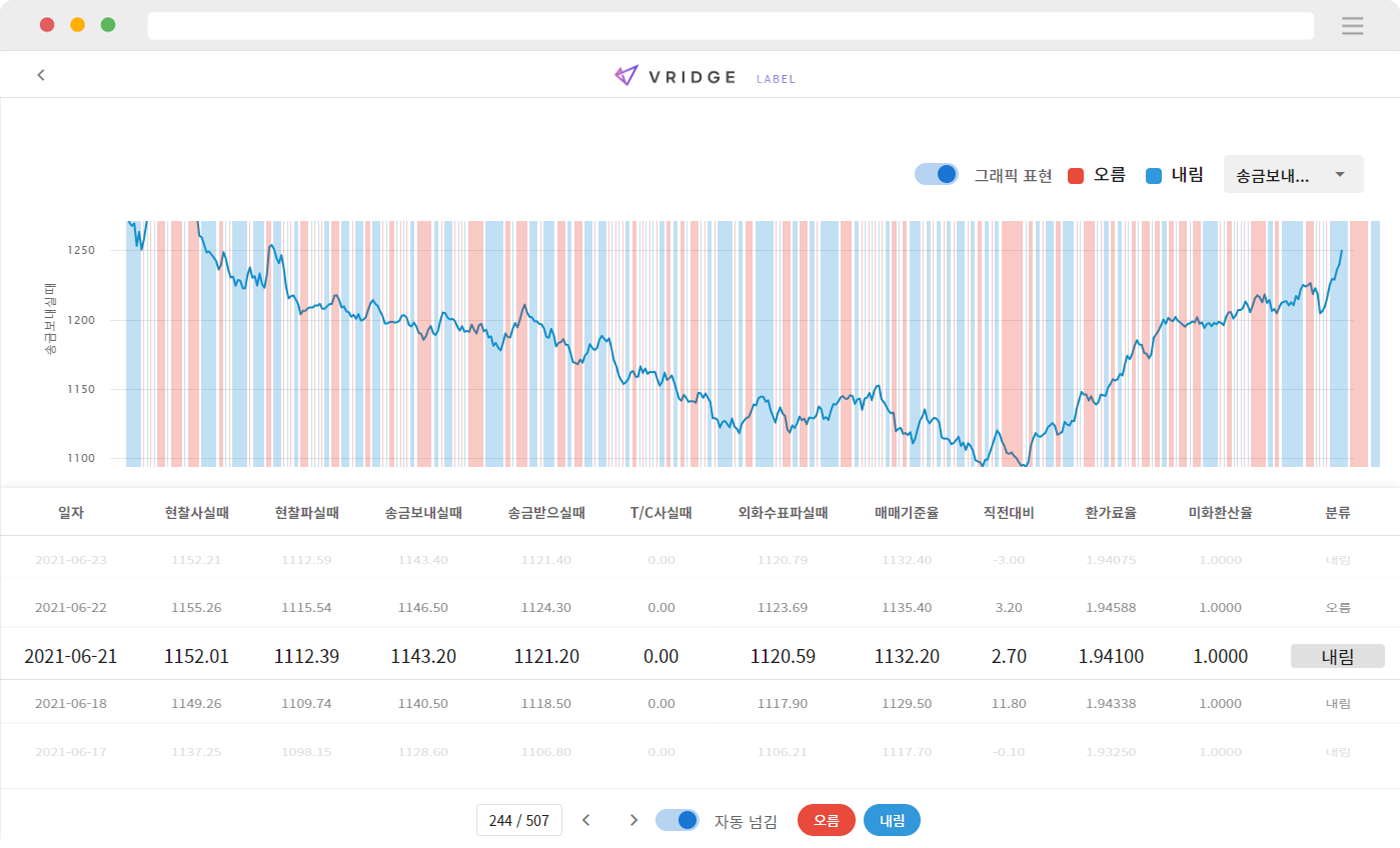 VRIDGE LABEL
그래픽 표현 오름 내림 송금보내...
송금보내실때
1250
1200
1150
1100
일자 현찰사실때 현찰파실때 송금보내실때 송금받으실때 T/C사실때 외화수표파실때 매매기준율 직전대비 환가료율 미화환산율 분류
2021-06-23 1152.21 1112.59 1143.40 1121.40 0.00 1120.79 1132.40 -3.00 1.94075 1.0000 내림
2021-06-22 1155.26 1115.54 1146.50 1124.30 0.00 1123.69 1135.40 3.20 1.94588 1.0000 오름
2021-06-21 1152.01 1112.39 1143.20 1121.20 0.00 1120.59 1132.20 2.70 1.94100 1.0000 내림
2021-06-18 1149.26 1109.74 1140.50 1118.50 0.00 1117.90 1129.50 11.80 1.94338 1.0000 내림
2021-06-17 1137.25 1098.15 1128.60 1106.80 0.00 1106.21 1117.70 -0.10 1.93250 1.0000 내림
244 / 507 자동 넘김 오름 내림